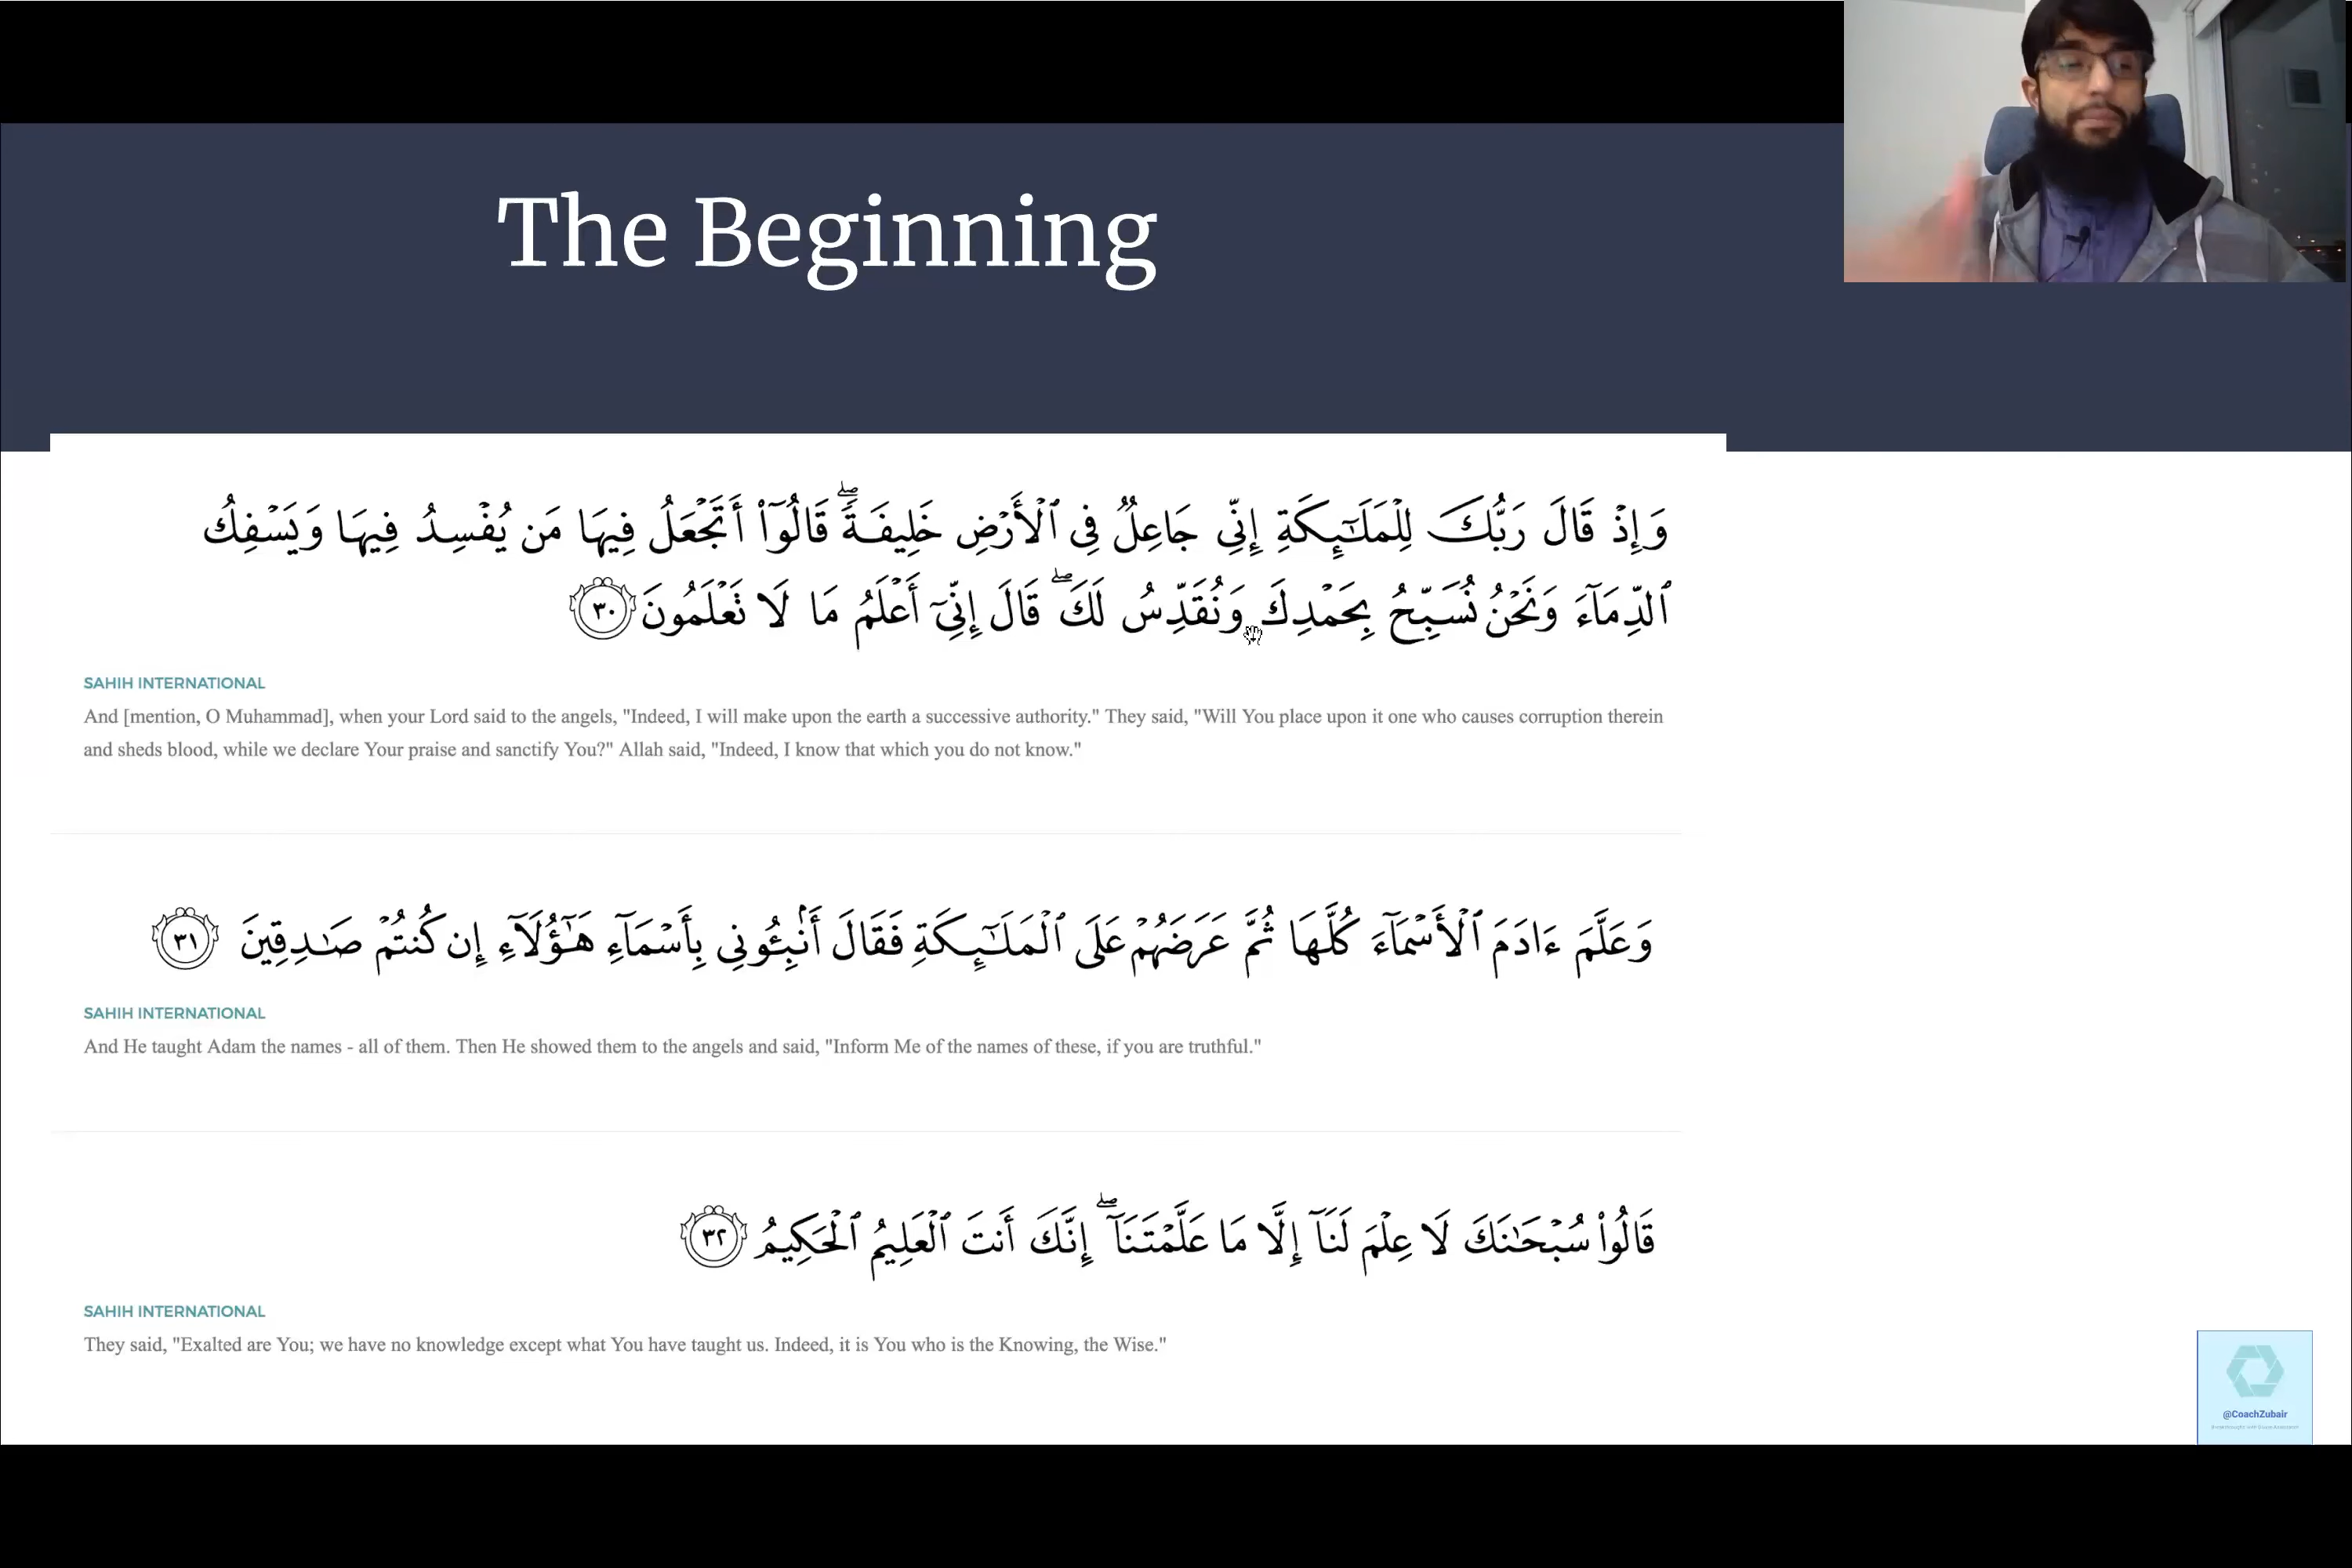 The Beginning
وَإِذْ قَالَ رَبُّكَ لِلْمَلَـٰٓئِكَةِ إِنِّى جَاعِلٌ فِى ٱلْأَرْضِ خَلِيفَةً ۖ قَالُوٓا۟ أَتَجْعَلُ فِيهَا مَن يُفْسِدُ فِيهَا وَيَسْفِكُ
ٱلدِّمَآءَ وَنَحْنُ نُسَبِّحُ بِحَمْدِكَ وَنُقَدِّسُ لَكَ ۖ قَالَ إِنِّىٓ أَعْلَمُ مَا لَا تَعْلَمُونَ ٣٠
SAHIH INTERNATIONAL
And [mention, O Muhammad], when your Lord said to the angels, "Indeed, I will make upon the earth a successive authority." They said, "Will You place upon it one who causes corruption therein
and sheds blood, while we declare Your praise and sanctify You?" Allah said, "Indeed, I know that which you do not know."
وَعَلَّمَ ءَادَمَ ٱلْأَسْمَآءَ كُلَّهَا ثُمَّ عَرَضَهُمْ عَلَى ٱلْمَلَـٰٓئِكَةِ فَقَالَ أَنۢبِـُٔونِى بِأَسْمَآءِ هَـٰٓؤُلَآءِ إِن كُنتُمْ صَـٰدِقِينَ ٣١
SAHIH INTERNATIONAL
And He taught Adam the names - all of them. Then He showed them to the angels and said, "Inform Me of the names of these, if you are truthful."
قَالُوا۟ سُبْحَـٰنَكَ لَا عِلْمَ لَنَآ إِلَّا مَا عَلَّمْتَنَآ ۖ إِنَّكَ أَنتَ ٱلْعَلِيمُ ٱلْحَكِيمُ ٣٢
SAHIH INTERNATIONAL
They said, "Exalted are You; we have no knowledge except what You have taught us. Indeed, it is You who is the Knowing, the Wise."
@CoachZubair